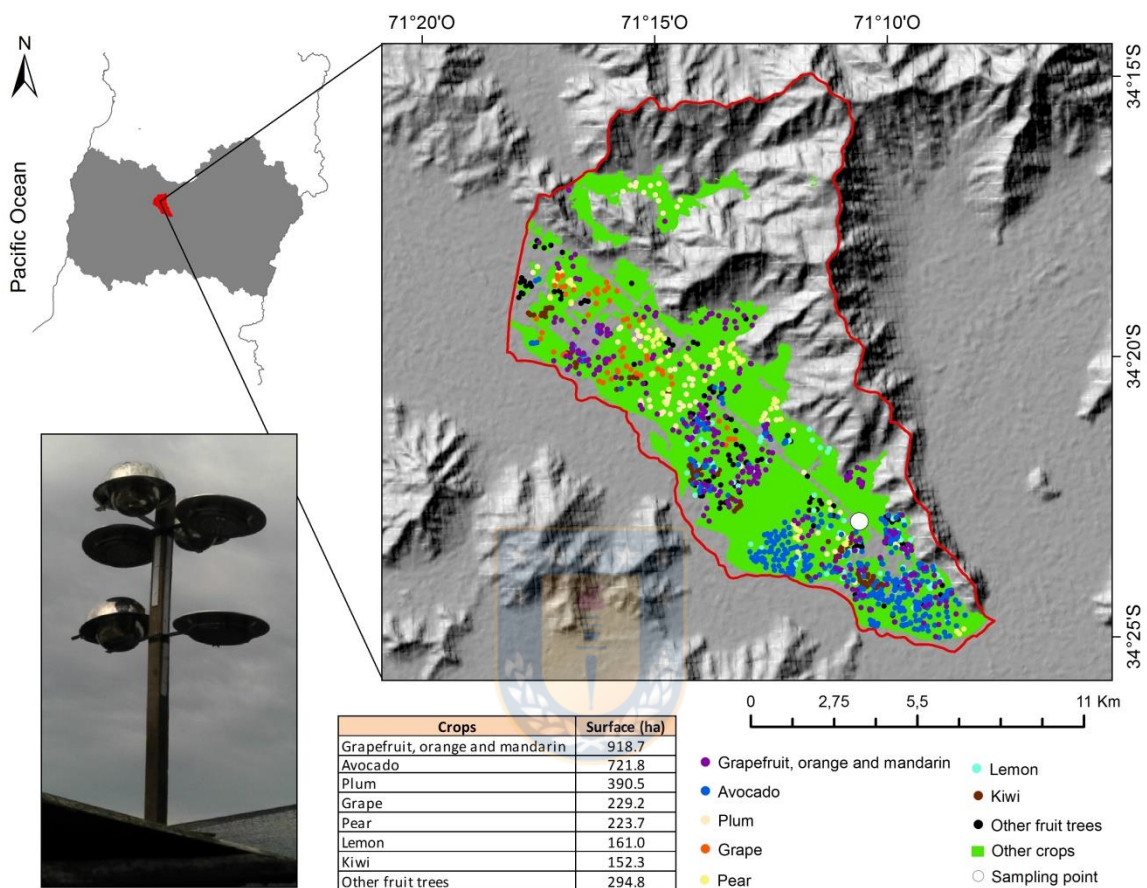 71°20'O 71°15'O 71°10'O
N
34°15'S
Pacific Ocean
34°20'S
34°25'S
0 2,75 5,5 11 Km
Crops Surface (ha)
Grapefruit, orange and mandarin 918.7
Avocado 721.8
Plum 390.5
Grape 229.2
Pear 223.7
Lemon 161.0
Kiwi 152.3
Other fruit trees 294.8
Grapefruit, orange and mandarin
Avocado
Plum
Grape
Pear
Lemon
Kiwi
Other fruit trees
Other crops
Sampling point